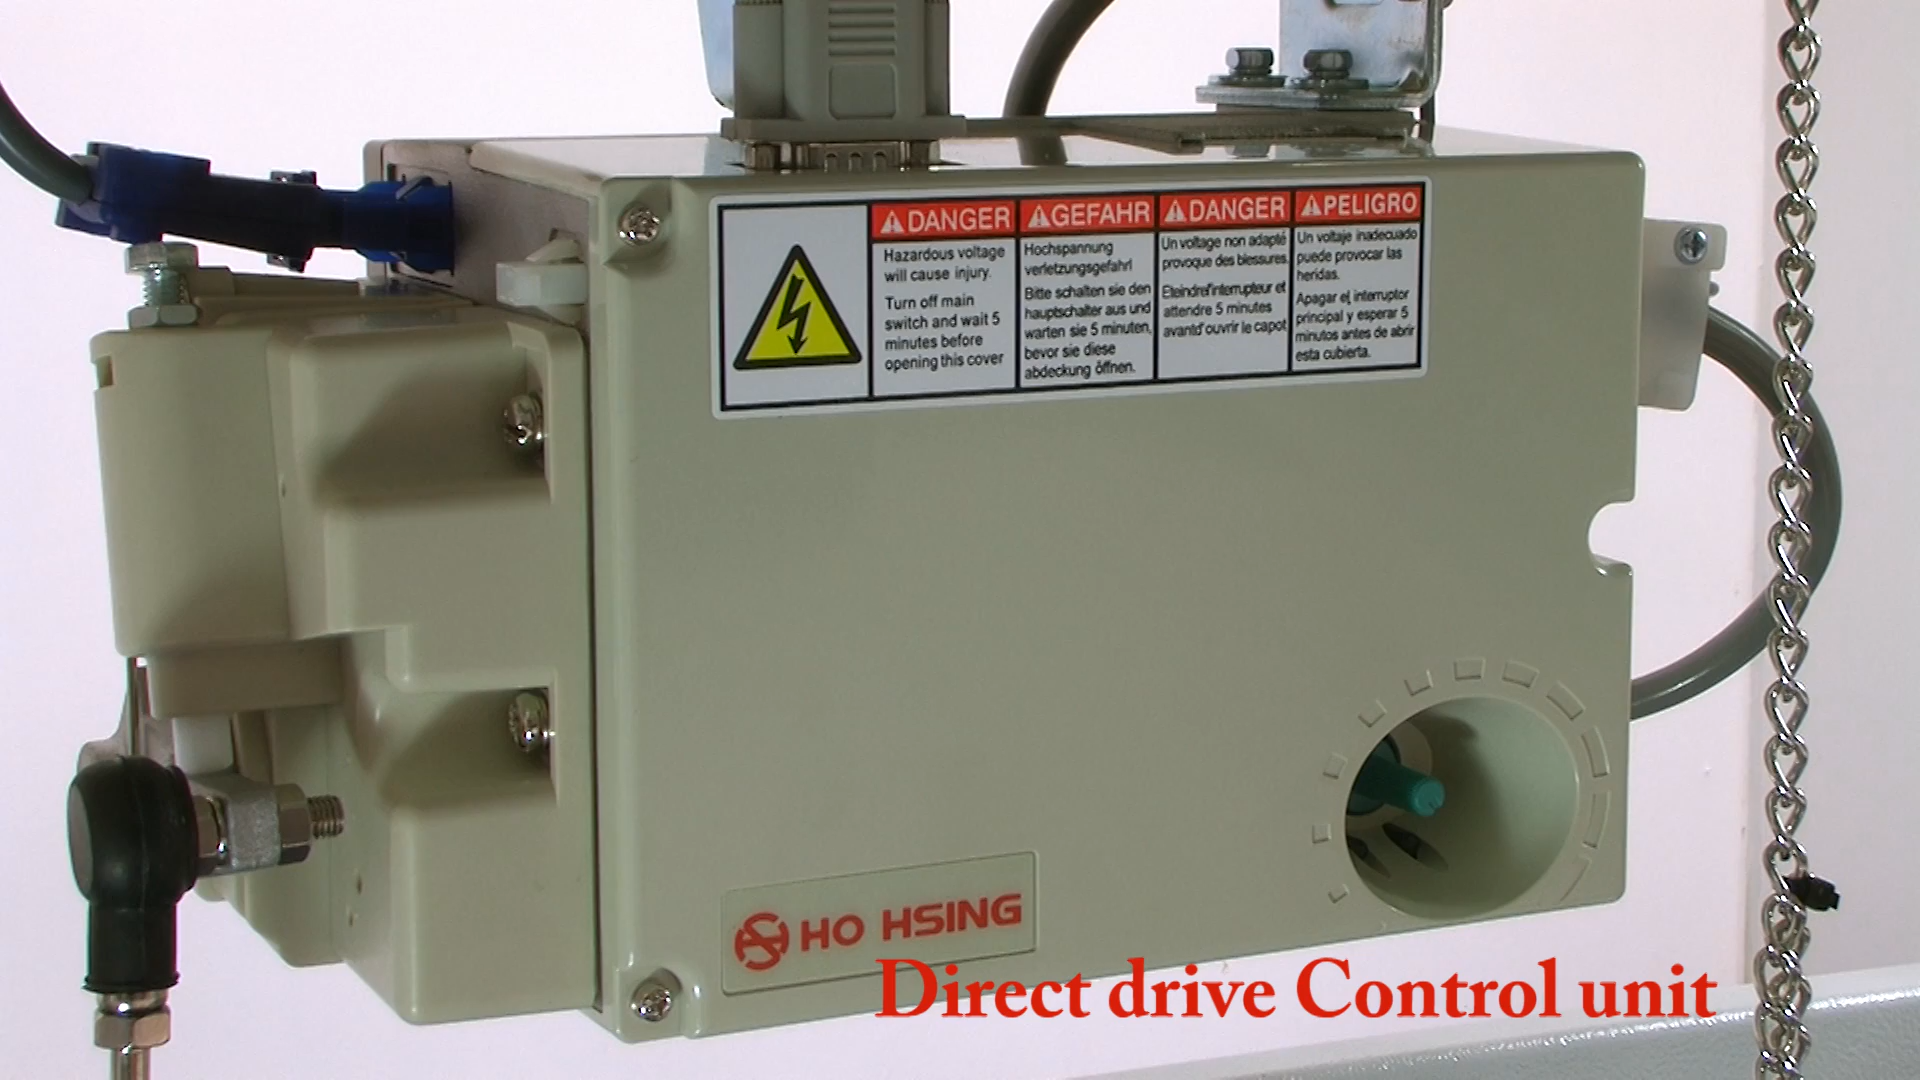 DANGER
Hazardous voltage
will cause injury.
Turn off main
switch and wait 5
minutes before
opening this cover
GEFAHR
Hochspannung
verletzungsgefahr!
Bitte schalten sie den
hauptschalter aus und
warten sie 5 minuten,
bevor sie diese
abdeckung öffnen.
DANGER
Un voltage non adapté
provoque des blessures.
Eteindrel'interrupteur et
attendre 5 minutes
avantd'ouvrir le capot
PELIGRO
Un voltaje inadecuado
puede provocar las
heridas.
Apagar el interruptor
principal y esperar 5
minutos antes de abrir
esta cubierta.
HO HSING
Direct drive Control unit